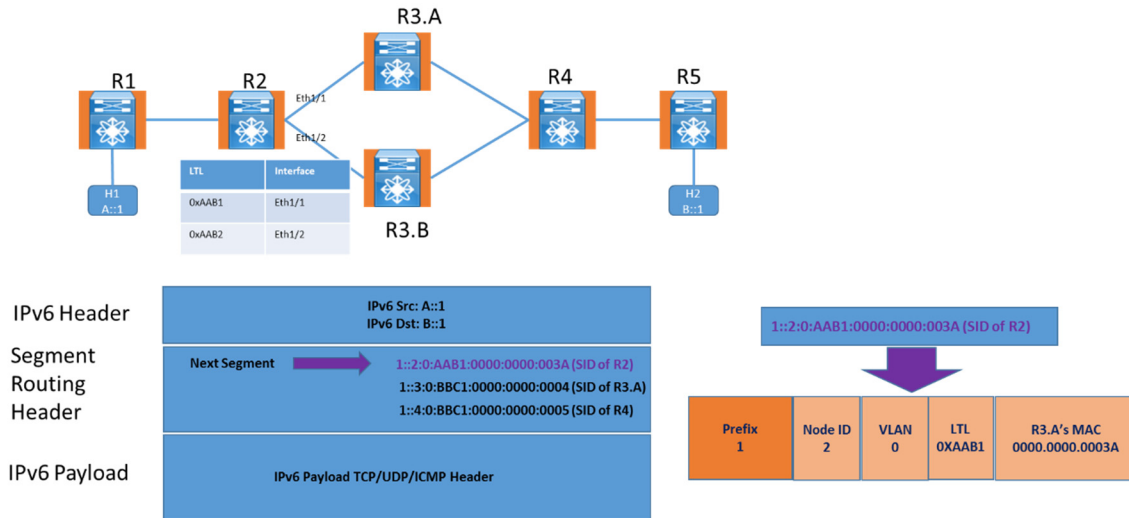 R3.A
R1
R2
R4
R5
Eth1/1
Eth1/2
H1
A::1
H2
B::1
LTL Interface
0xAAB1 Eth1/1
0xAAB2 Eth1/2
R3.B
IPv6 Header
IPv6 Src: A::1
IPv6 Dst: B::1
Segment
Routing
Header
Next Segment
1::2:0:AAB1:0000:0000:003A (SID of R2)
1::3:0:BBC1:0000:0000:0004 (SID of R3.A)
1::4:0:BBC1:0000:0000:0005 (SID of R4)
IPv6 Payload
IPv6 Payload TCP/UDP/ICMP Header
1::2:0:AAB1:0000:0000:003A (SID of R2)
Prefix
1
Node ID
2
VLAN
0
LTL
0XAAB1
R3.A's MAC
0000.0000.0003A